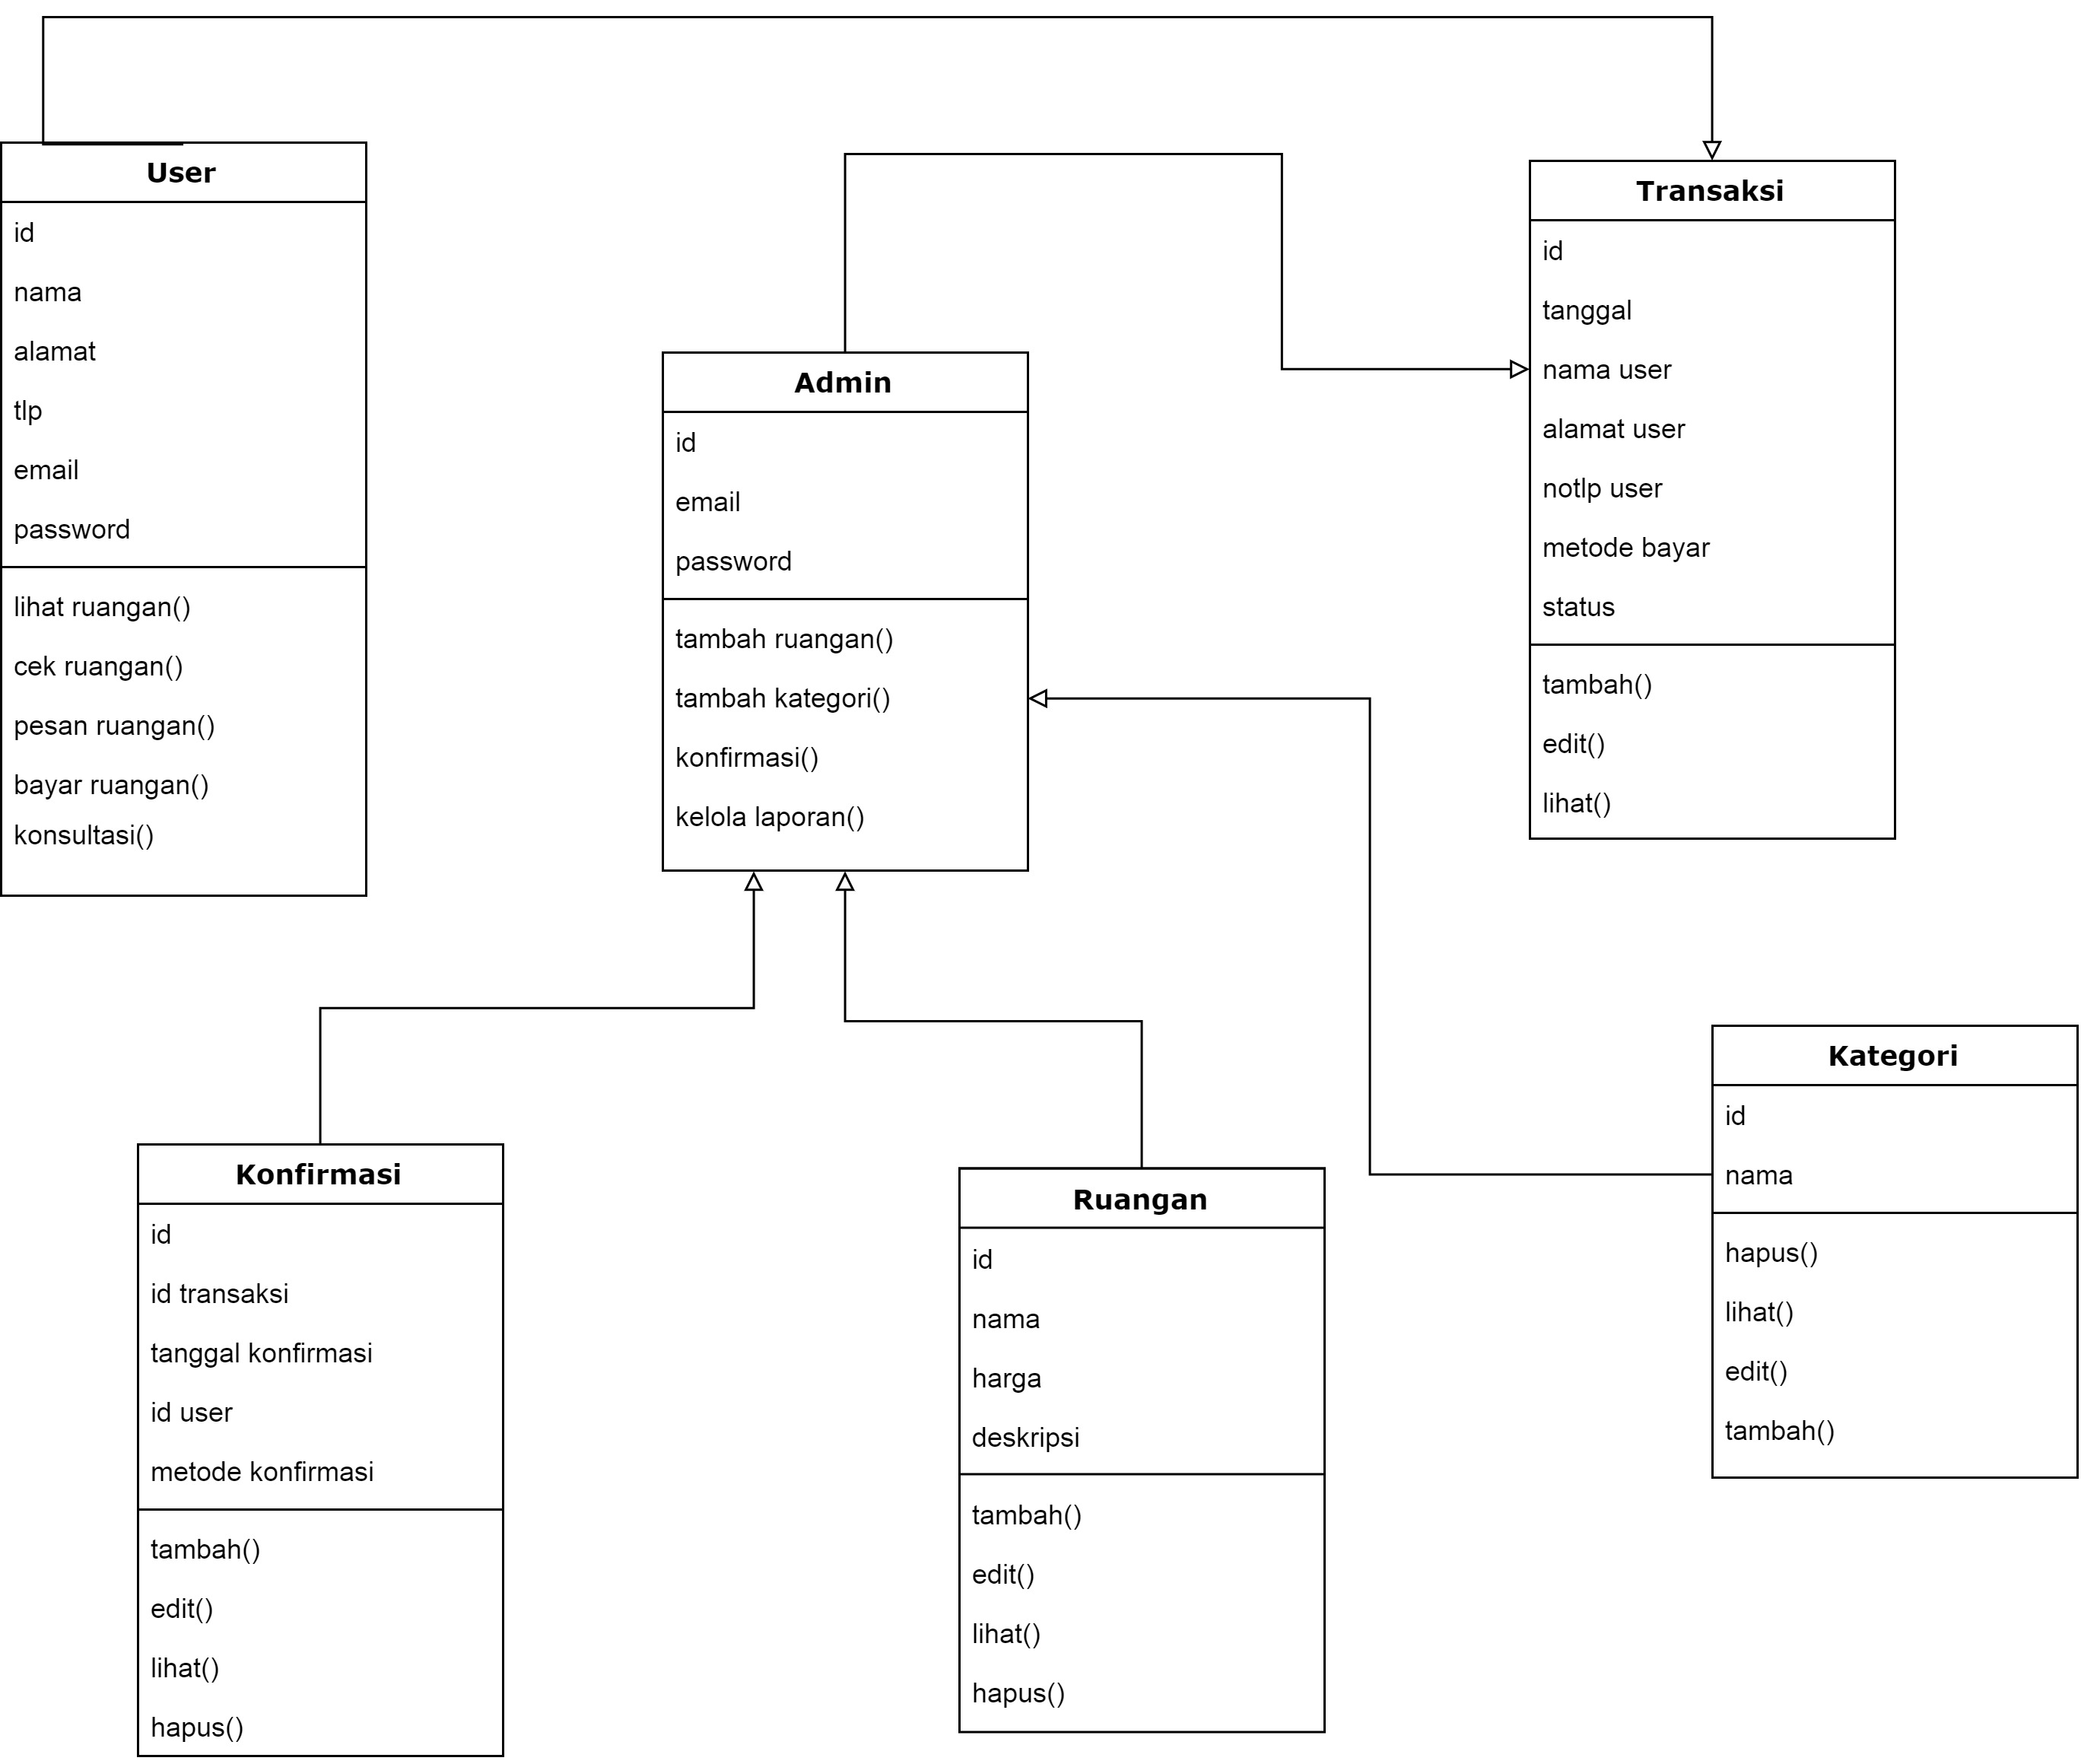 User
id
nama
alamat
tlp
email
password
lihat ruangan()
cek ruangan()
pesan ruangan()
bayar ruangan()
konsultasi()
Admin
id
email
password
tambah ruangan()
tambah kategori()
konfirmasi()
kelola laporan()
Transaksi
id
tanggal
nama user
alamat user
notlp user
metode bayar
status
tambah()
edit()
lihat()
Konfirmasi
id
id transaksi
tanggal konfirmasi
id user
metode konfirmasi
tambah()
edit()
lihat()
hapus()
Ruangan
id
nama
harga
deskripsi
tambah()
edit()
lihat()
hapus()
Kategori
id
nama
hapus()
lihat()
edit()
tambah()